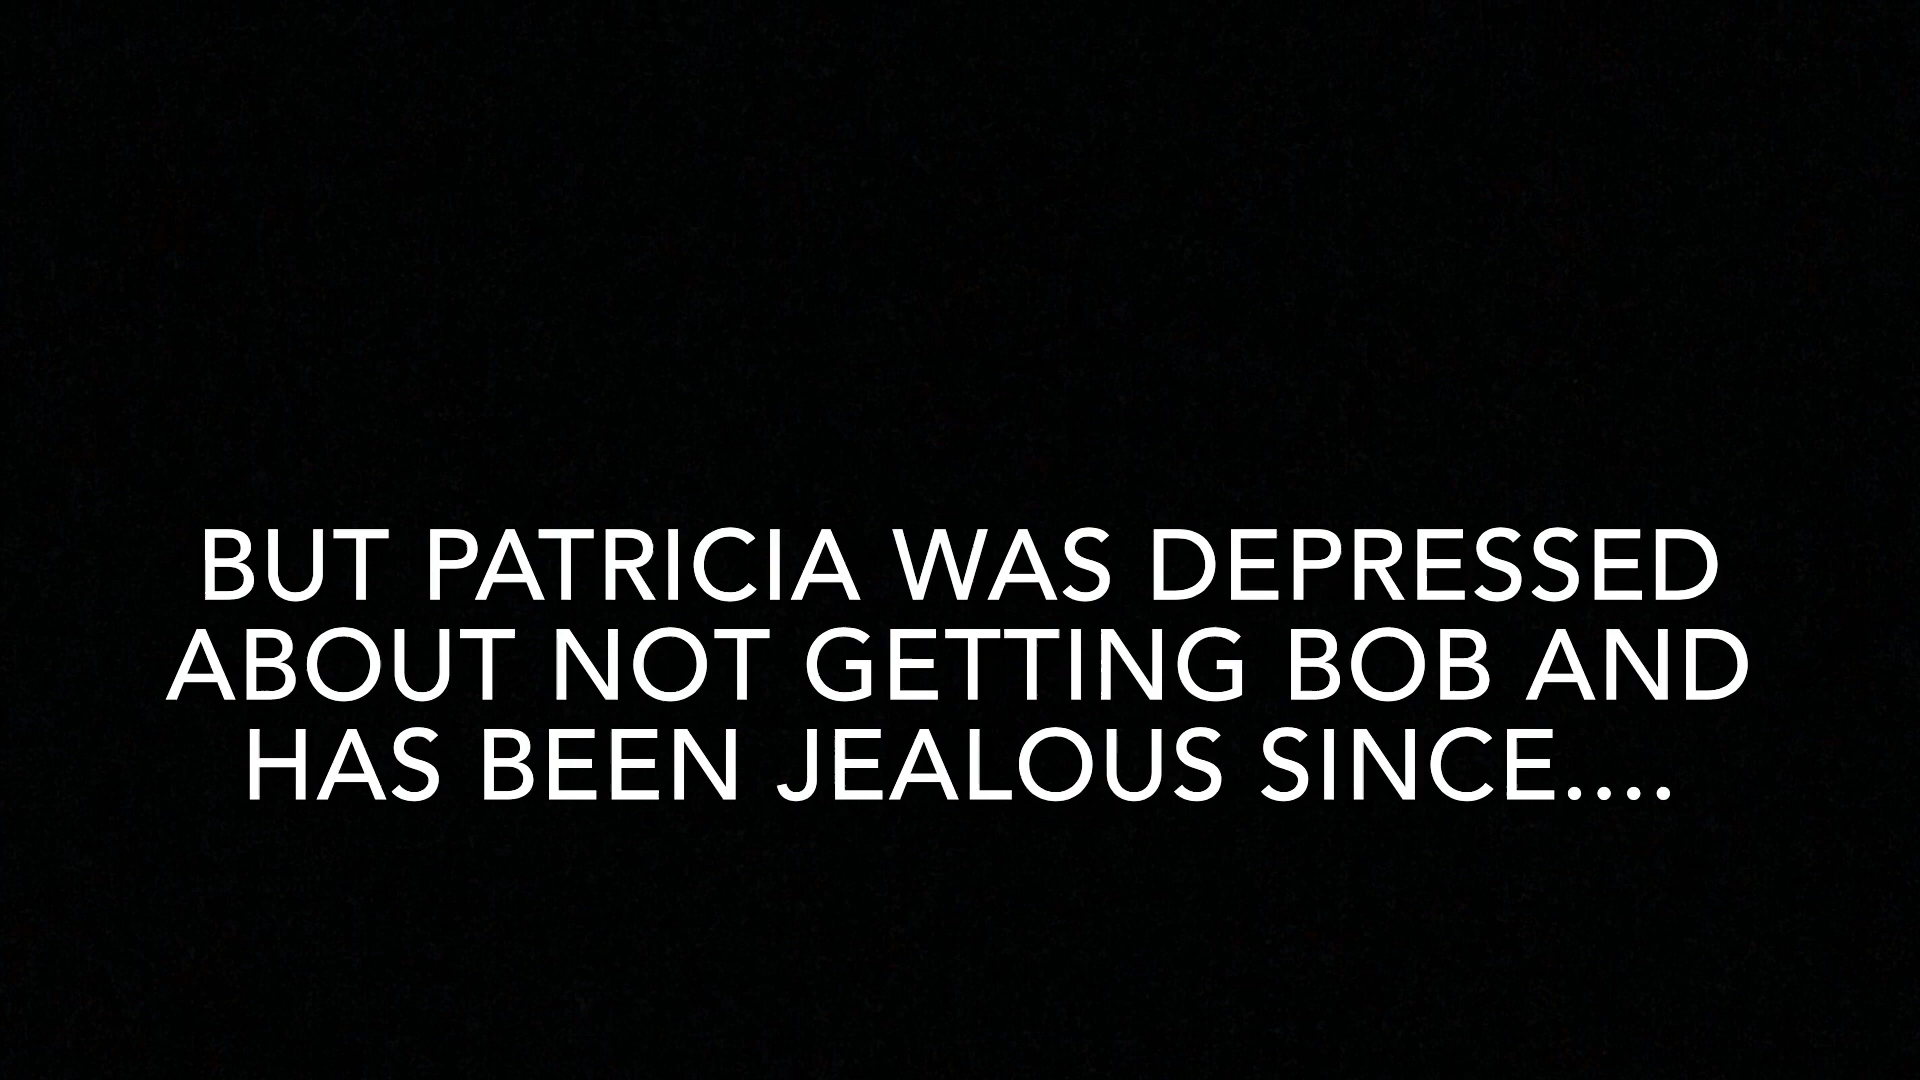 BUT PATRICIA WAS DEPRESSED
ABOUT NOT GETTING BOB AND
HAS BEEN JEALOUS SINCE....